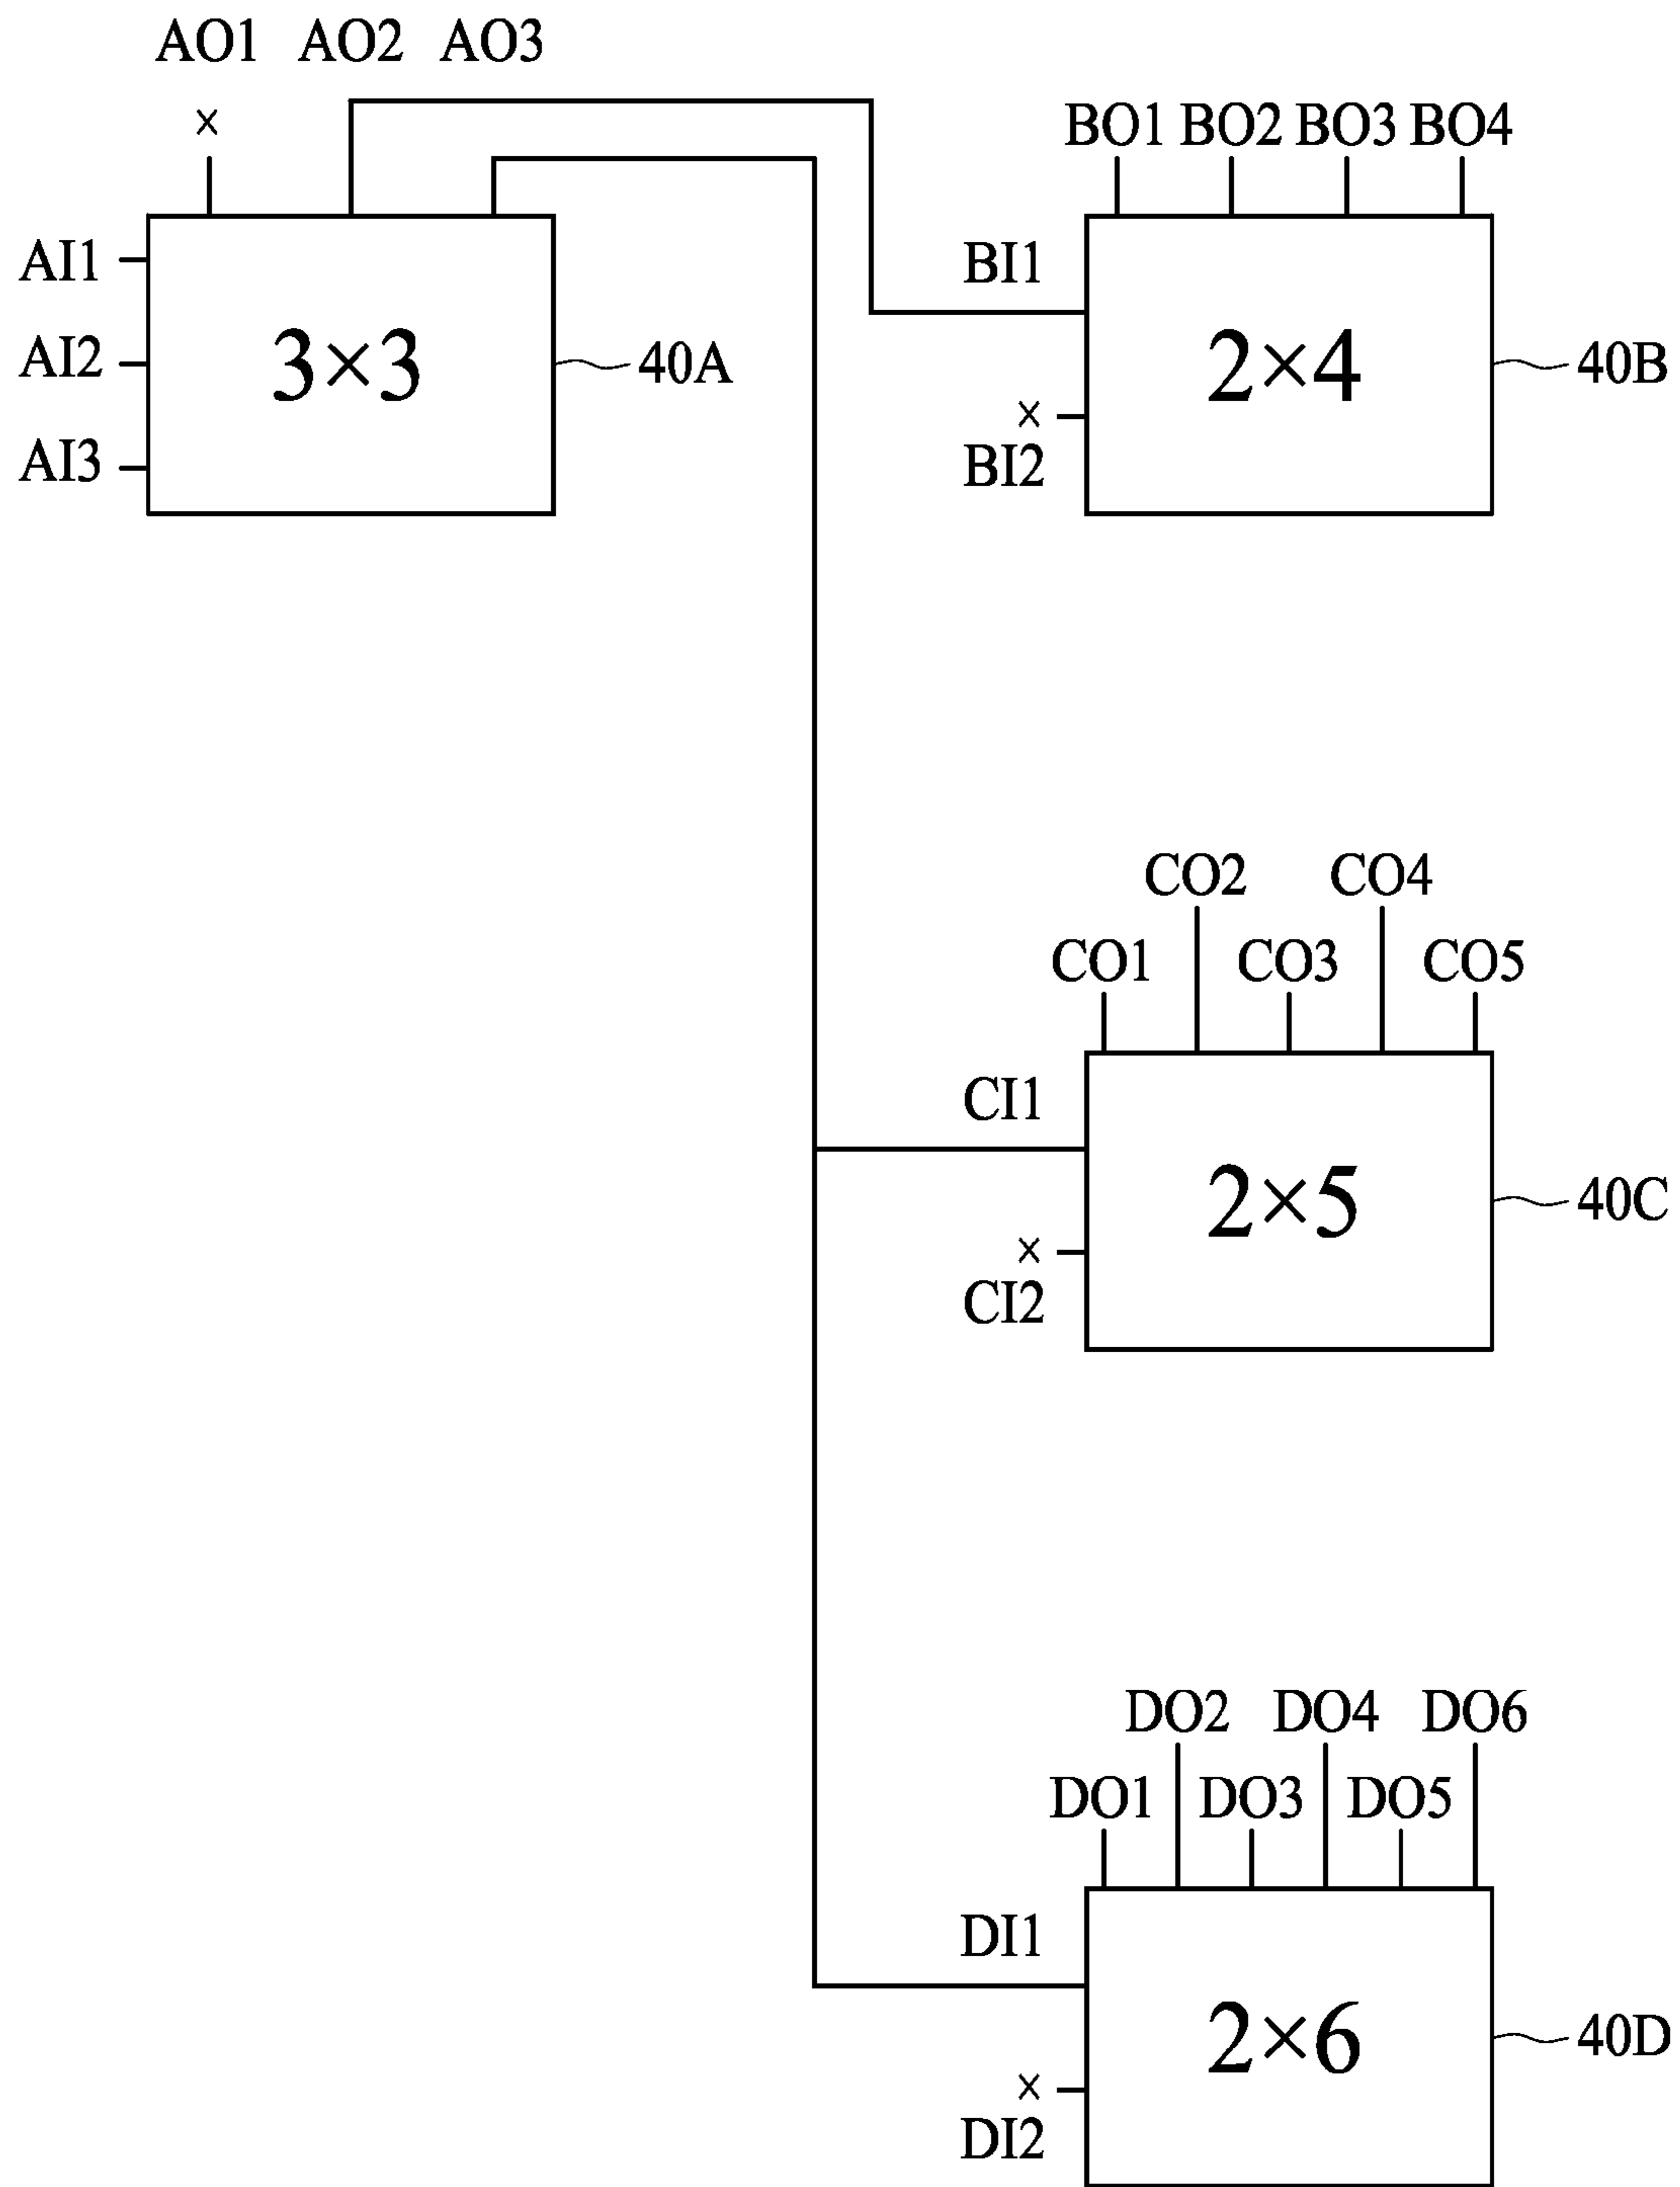 AO1 AO2 AO3
×
BO1 BO2 BO3 BO4
AI1
AI2
AI3
3×3
40A
BI1
×
BI2
2×4
40B
CO2 CO4
CO1 CO3 CO5
CI1
×
CI2
2×5
40C
DO2 DO4 DO6
DO1 DO3 DO5
DI1
×
DI2
2×6
40D